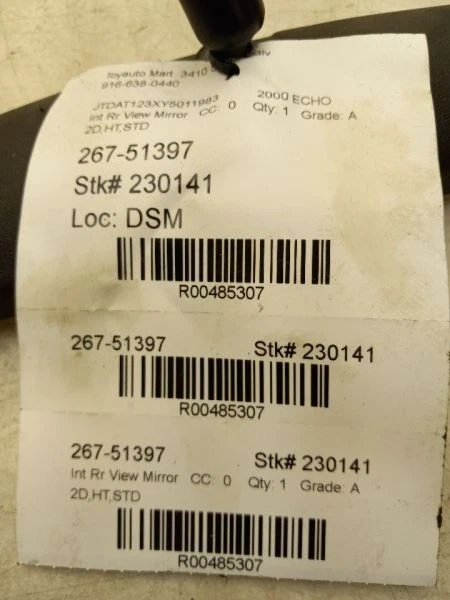 Toyauto Mart 3410
916-638-0440
JTDAT123XY5011983 2000 ECHO
Int Rr View Mirror CC: 0 Qty: 1 Grade: A
2D,HT,STD
267-51397
Stk# 230141
Loc: DSM
R00485307
267-51397 Stk# 230141
R00485307
267-51397 Stk# 230141
Int Rr View Mirror CC: 0 Qty: 1 Grade: A
2D,HT,STD
R00485307